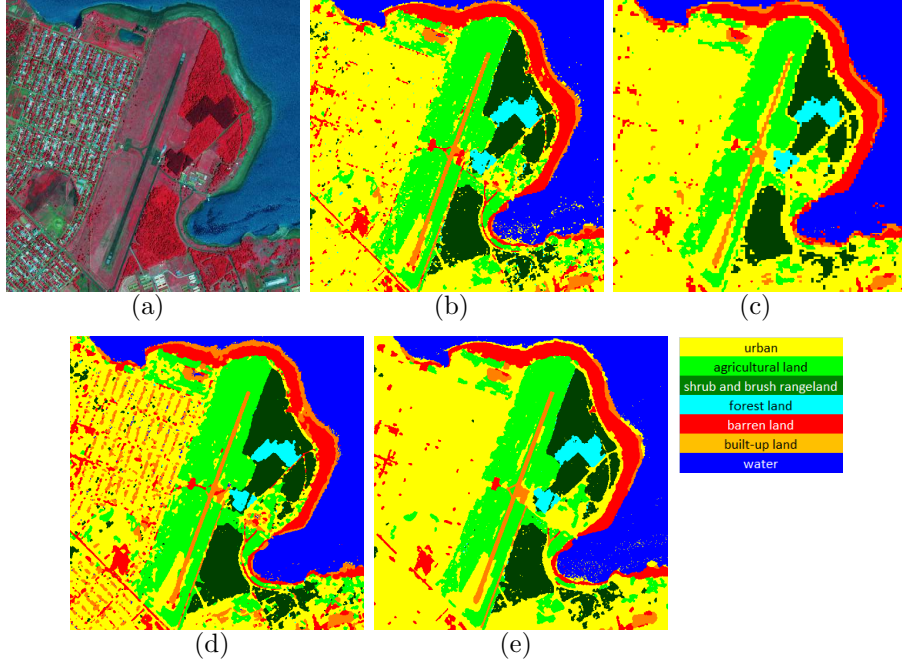 (a)
(b)
(c)
(d)
(e)
urban
agricultural land
shrub and brush rangeland
forest land
barren land
built-up land
water